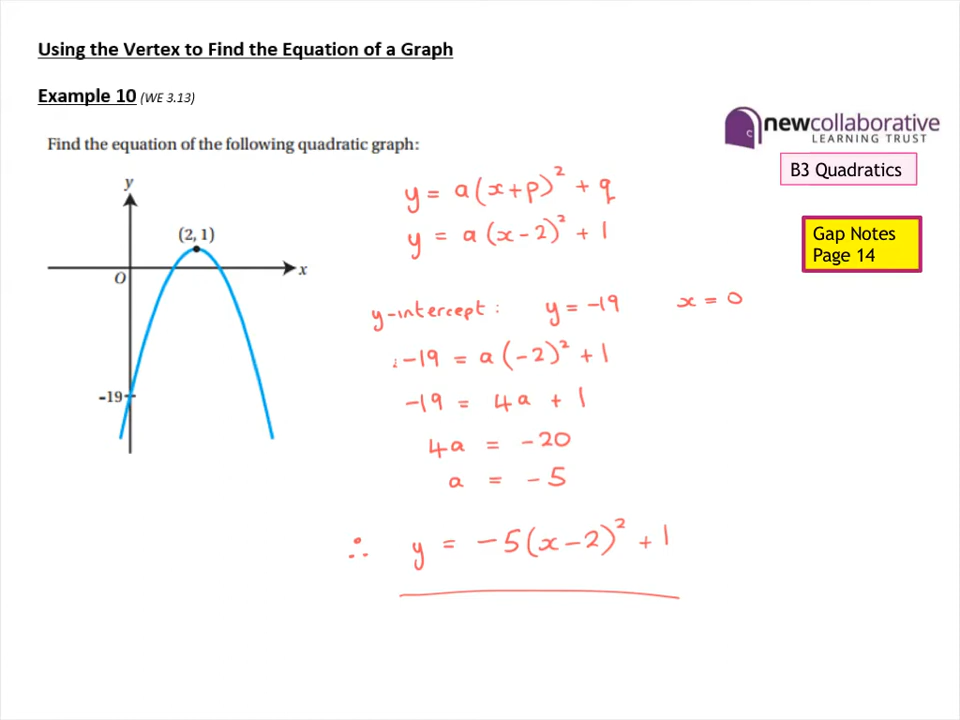 Using the Vertex to Find the Equation of a Graph
Example 10 (WE 3.13)
newcollaborative
LEARNING TRUST
B3 Quadratics
Gap Notes
Page 14
Find the equation of the following quadratic graph:
y
(2, 1)
O
x
-19
y = a(x+p)² + q
y = a(x-2)² + 1
y-intercept: y = -19 x = 0
-19 = a(-2)² + 1
-19 = 4a + 1
4a = -20
a = -5
∴ y = -5(x-2)² + 1